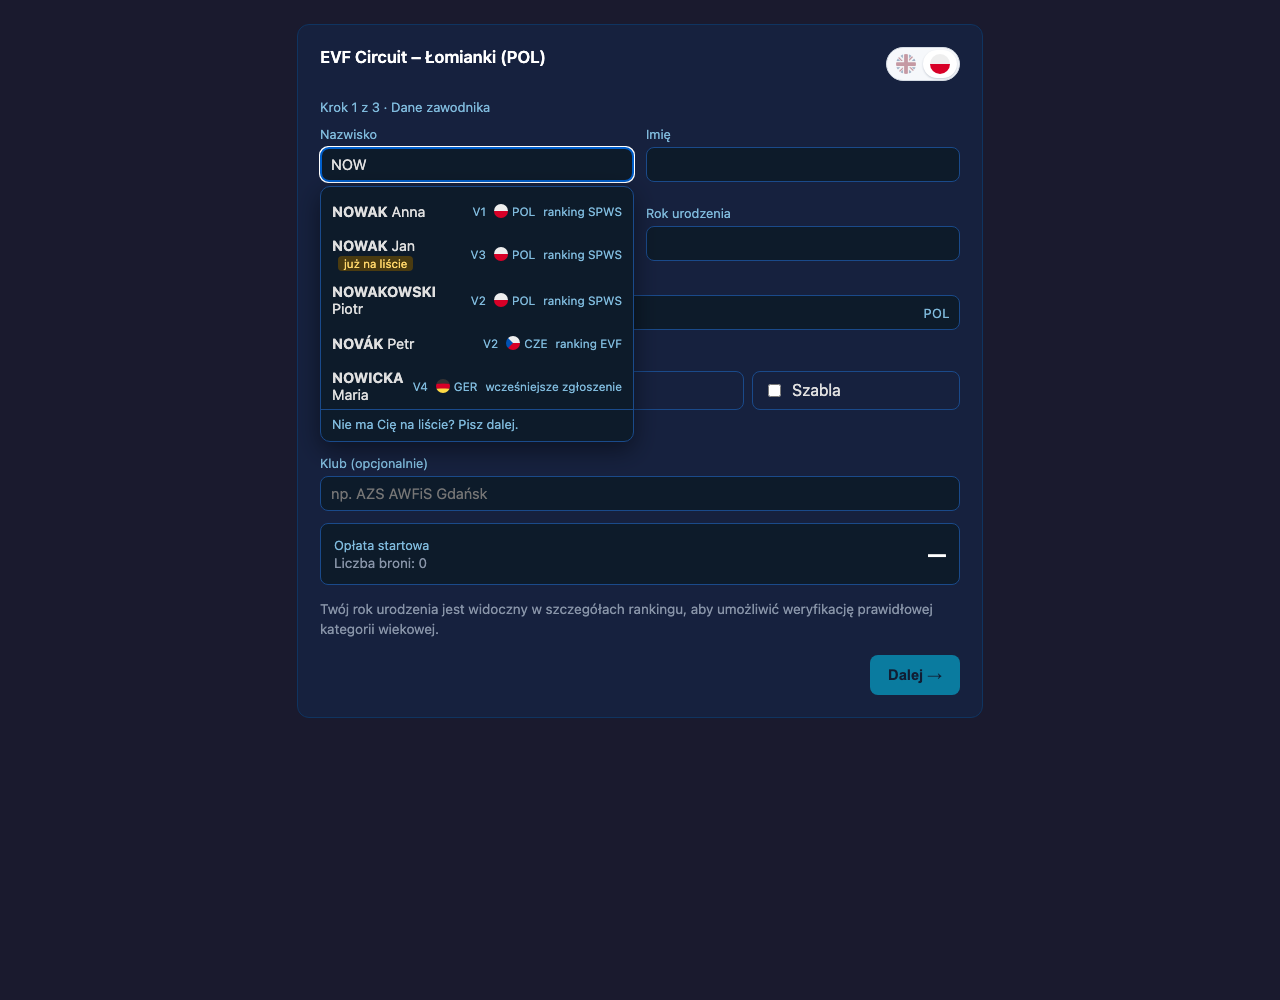 EVF Circuit – Łomianki (POL)
Krok 1 z 3 · Dane zawodnika
Nazwisko
Imię
NOW
NOWAK Anna V1 POL ranking SPWS
Rok urodzenia
NOWAK Jan już na liście V3 POL ranking SPWS
NOWAKOWSKI Piotr V2 POL ranking SPWS
POL
NOVÁK Petr V2 CZE ranking EVF
NOWICKA Maria V4 GER wcześniejsze zgłoszenie
Szabla
Nie ma Cię na liście? Pisz dalej.
Klub (opcjonalnie)
np. AZS AWFiS Gdańsk
Opłata startowa
Liczba broni: 0
—
Twój rok urodzenia jest widoczny w szczegółach rankingu, aby umożliwić weryfikację prawidłowej
kategorii wiekowej.
Dalej →